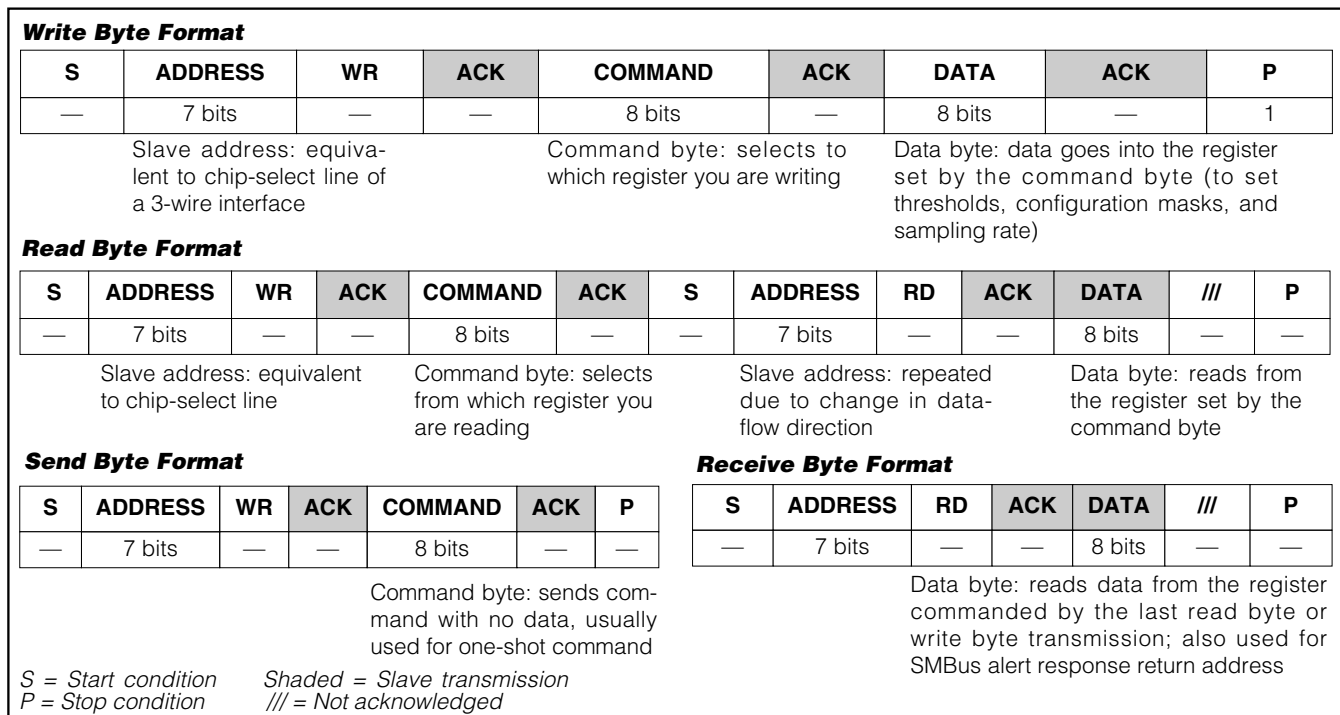 Write Byte Format
S ADDRESS WR ACK COMMAND ACK DATA ACK P
— 7 bits — — 8 bits — 8 bits — 1
Slave address: equiva-
lent to chip-select line of
a 3-wire interface
Command byte: selects to
which register you are writing
Data byte: data goes into the register
set by the command byte (to set
thresholds, configuration masks, and
sampling rate)
Read Byte Format
S ADDRESS WR ACK COMMAND ACK S ADDRESS RD ACK DATA /// P
— 7 bits — — 8 bits — — 7 bits — — 8 bits — —
Slave address: equivalent
to chip-select line
Command byte: selects
from which register you
are reading
Slave address: repeated
due to change in data-
flow direction
Data byte: reads from
the register set by the
command byte
Send Byte Format
S ADDRESS WR ACK COMMAND ACK P
— 7 bits — — 8 bits — —
Command byte: sends com-
mand with no data, usually
used for one-shot command
Receive Byte Format
S ADDRESS RD ACK DATA /// P
— 7 bits — — 8 bits — —
Data byte: reads data from the register
commanded by the last read byte or
write byte transmission; also used for
SMBus alert response return address
S = Start condition Shaded = Slave transmission
P = Stop condition /// = Not acknowledged